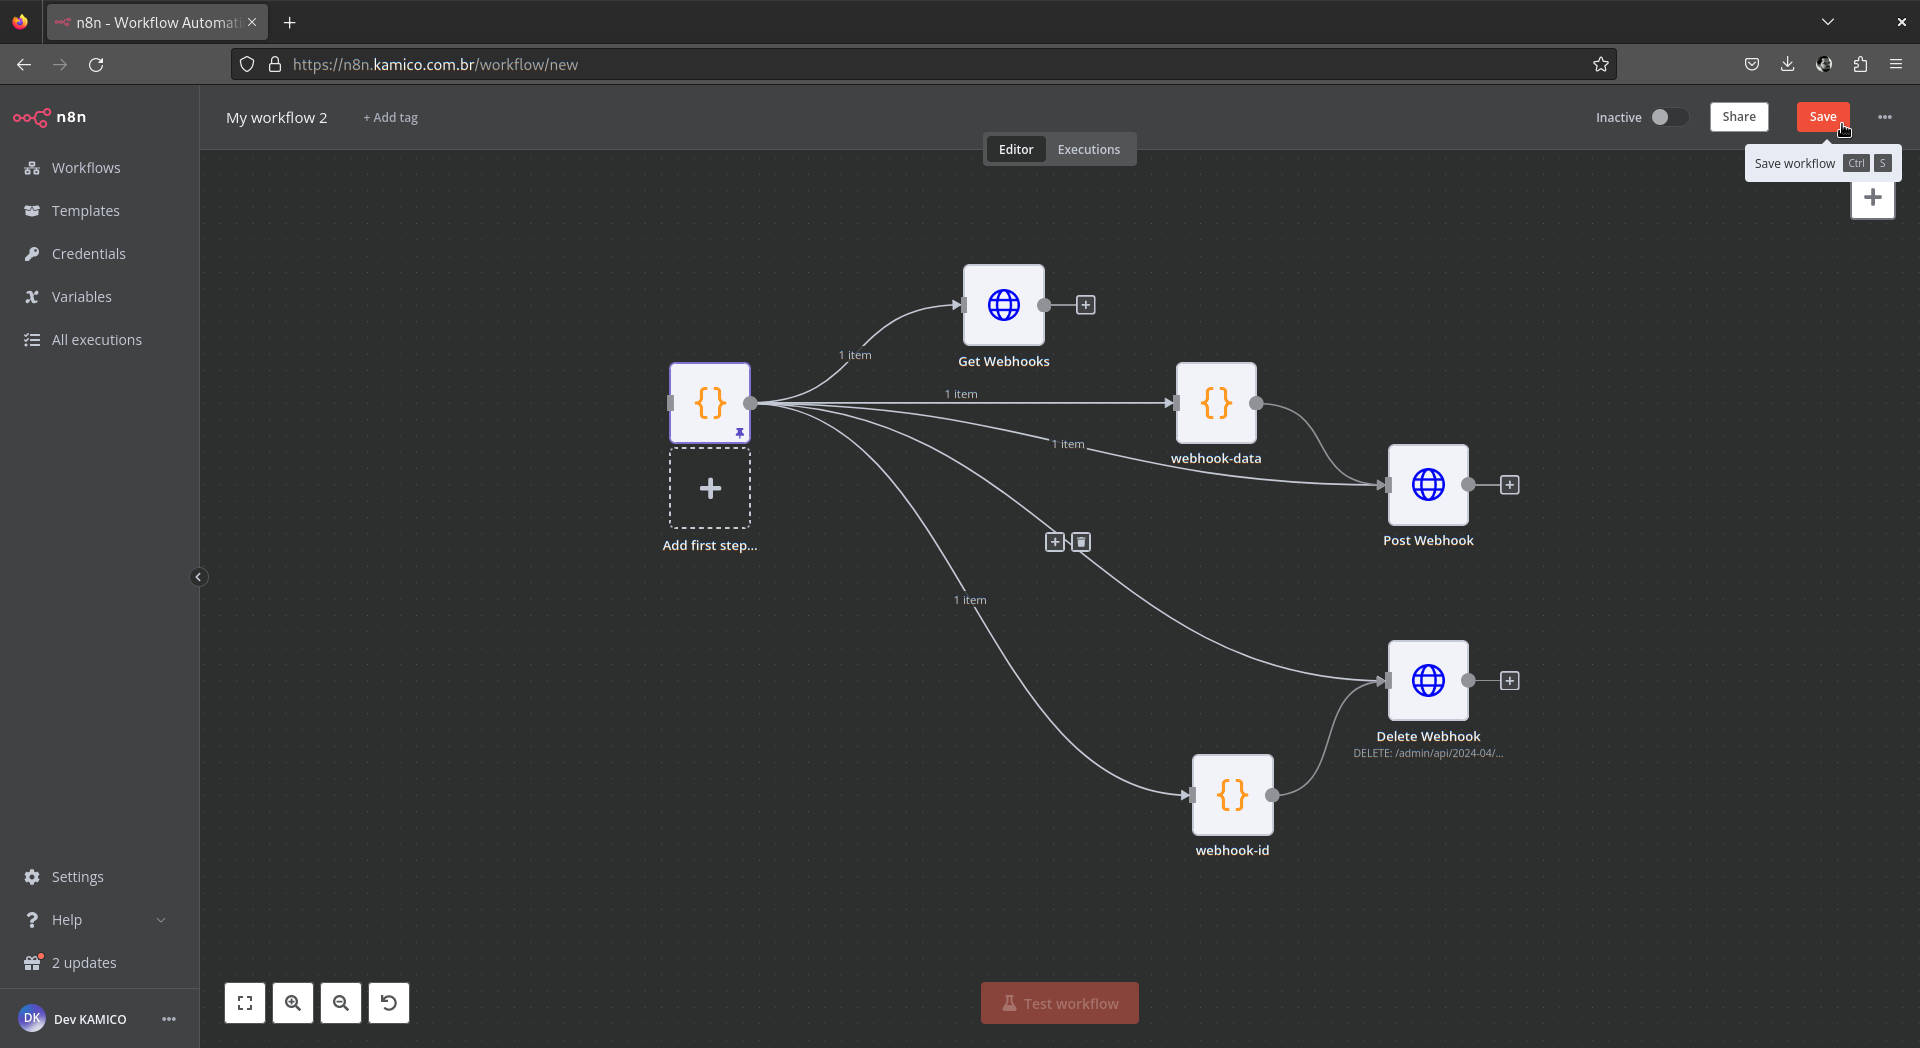 n8n - Workflow Automati
https://n8n.kamico.com.br/workflow/new
n8n
My workflow 2
+ Add tag
Inactive
Share
Save
Editor
Executions
Save workflow
Ctrl
S
Workflows
Templates
Credentials
Variables
All executions
1 item
Get Webhooks
1 item
1 item
webhook-data
Post Webhook
Add first step...
1 item
Delete Webhook
DELETE: /admin/api/2024-04/...
webhook-id
Settings
Help
2 updates
DK
Dev KAMICO
Test workflow